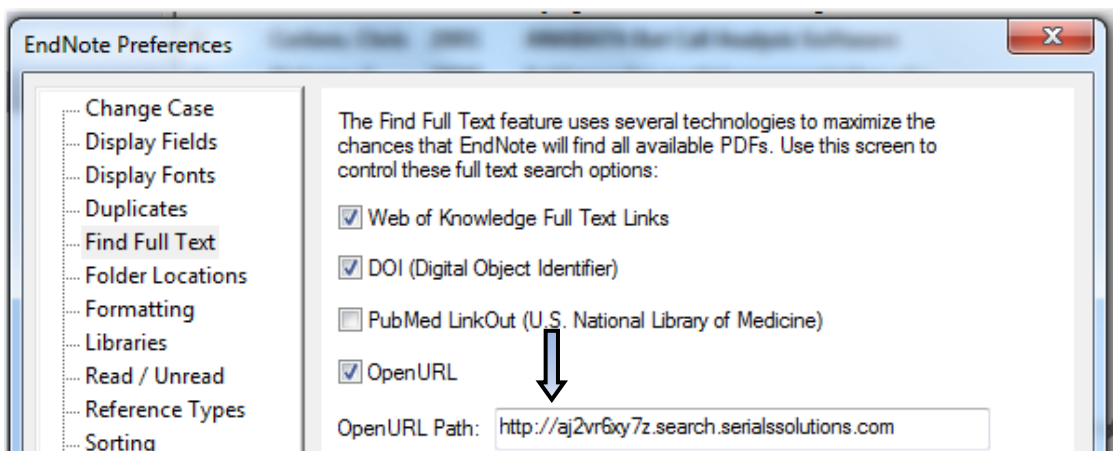 EndNote Preferences
Change Case
Display Fields
Display Fonts
Duplicates
Find Full Text
Folder Locations
Formatting
Libraries
Read / Unread
Reference Types
Sorting
The Find Full Text feature uses several technologies to maximize the
chances that EndNote will find all available PDFs. Use this screen to
control these full text search options:
Web of Knowledge Full Text Links
DOI (Digital Object Identifier)
PubMed LinkOut (U.S. National Library of Medicine)
OpenURL
OpenURL Path: http://aj2vr6xy7z.search.serialssolutions.com